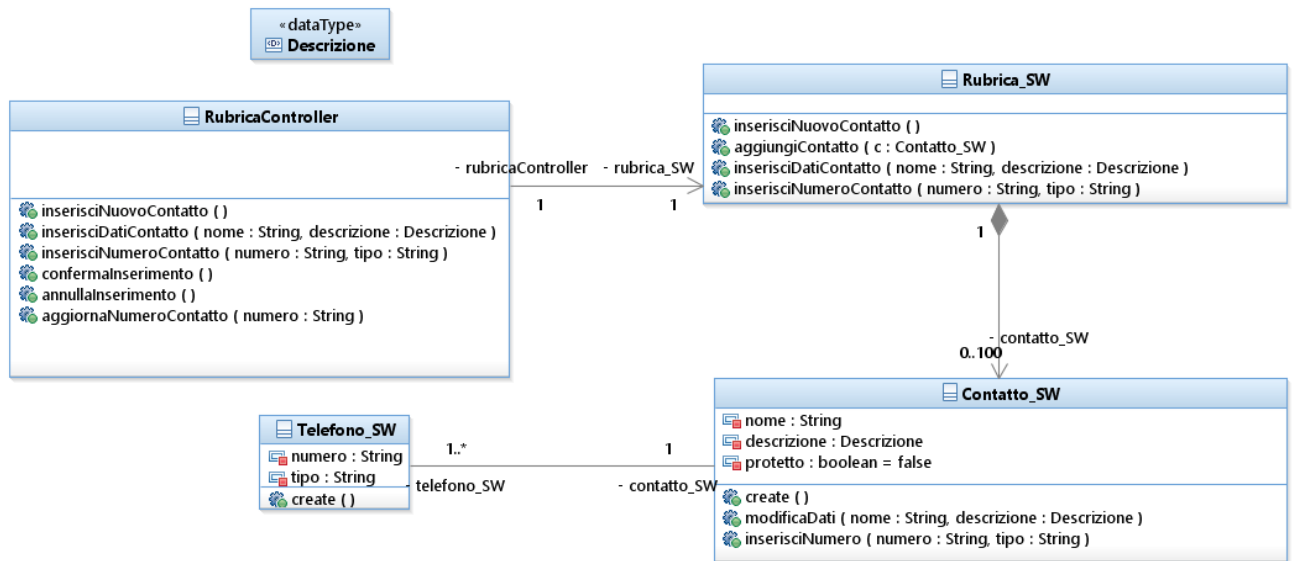 «dataType»
Descrizione
RubricaController
inserisciNuovoContatto ( )
inserisciDatiContatto ( nome : String, descrizione : Descrizione )
inserisciNumeroContatto ( numero : String, tipo : String )
confermaInserimento ( )
annullaInserimento ( )
aggiornaNumeroContatto ( numero : String )
- rubricaController
- rubrica_SW
1
1
Rubrica_SW
inserisciNuovoContatto ( )
aggiungiContatto ( c : Contatto_SW )
inserisciDatiContatto ( nome : String, descrizione : Descrizione )
inserisciNumeroContatto ( numero : String, tipo : String )
1
- contatto_SW
0..100
Telefono_SW
numero : String
tipo : String
create ( )
1..*
1
- telefono_SW
- contatto_SW
Contatto_SW
nome : String
descrizione : Descrizione
protetto : boolean = false
create ( )
modificaDati ( nome : String, descrizione : Descrizione )
inserisciNumero ( numero : String, tipo : String )